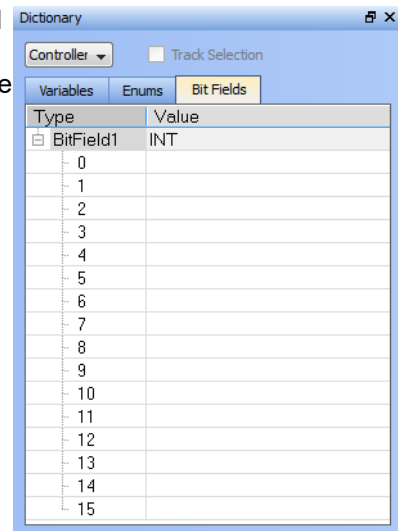 Dictionary
Controller
Track Selection
e
Variables Enums Bit Fields
Type Value
BitField1 INT
0
1
2
3
4
5
6
7
8
9
10
11
12
13
14
15